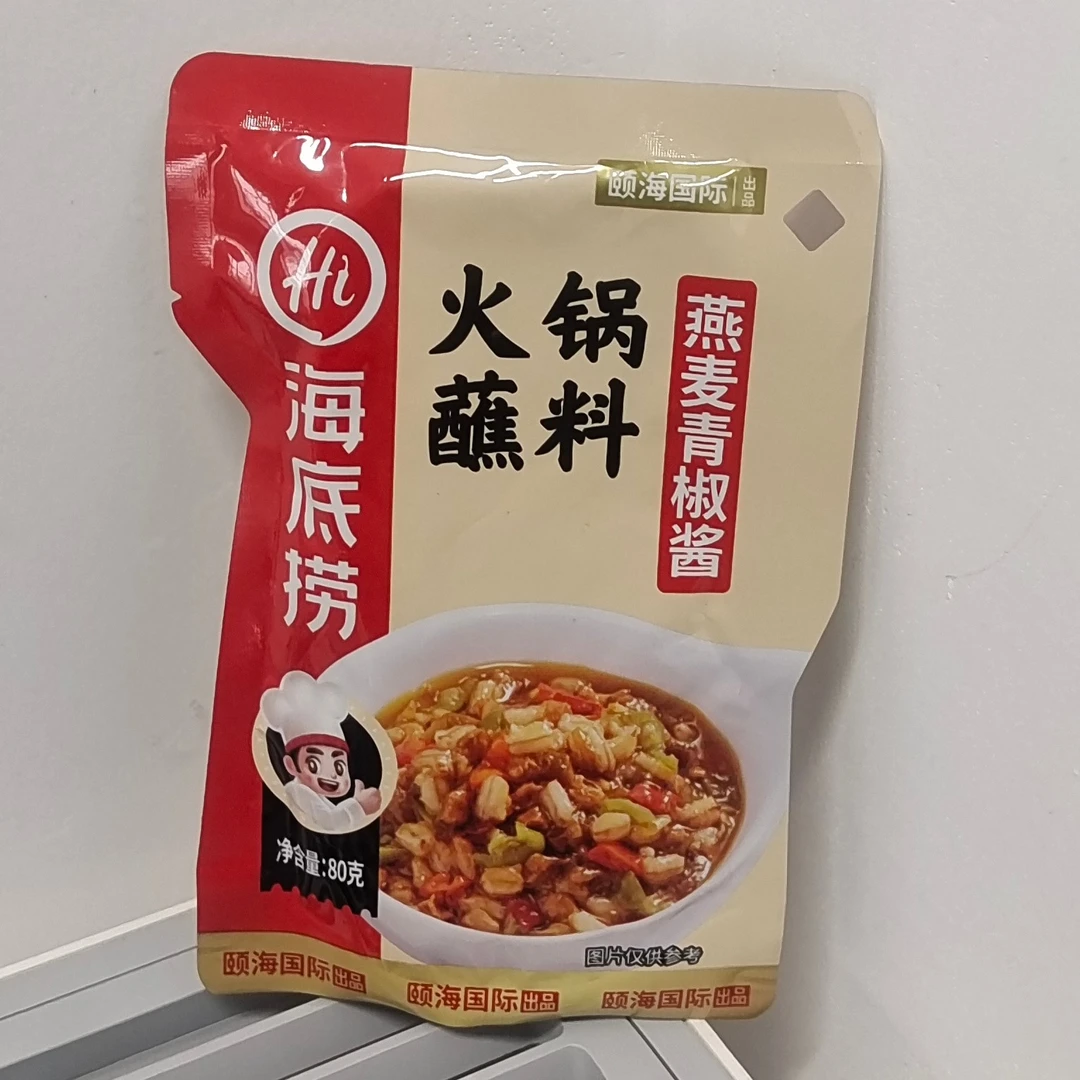 颐海国际 出品
Hi
海底捞
火锅
蘸料
燕麦青椒酱
净含量:80克
图片仅供参考
颐海国际出品
颐海国际出品
颐海国际出品